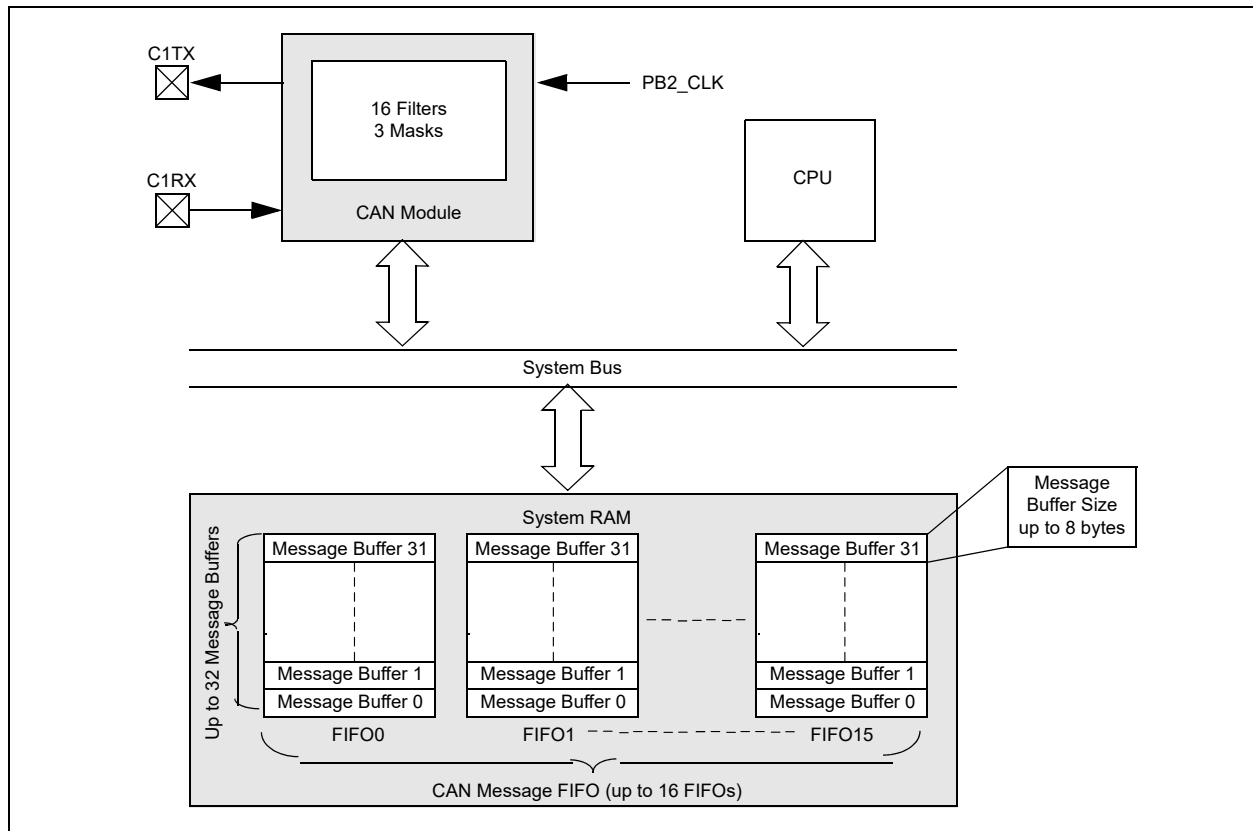 C1TX
16 Filters
3 Masks
PB2_CLK
C1RX
CAN Module
CPU
System Bus
System RAM
Message
Buffer Size
up to 8 bytes
Up to 32 Message Buffers
Message Buffer 31
Message Buffer 31
Message Buffer 31
Message Buffer 1
Message Buffer 1
Message Buffer 1
Message Buffer 0
Message Buffer 0
Message Buffer 0
FIFO0
FIFO1
FIFO15
CAN Message FIFO (up to 16 FIFOs)